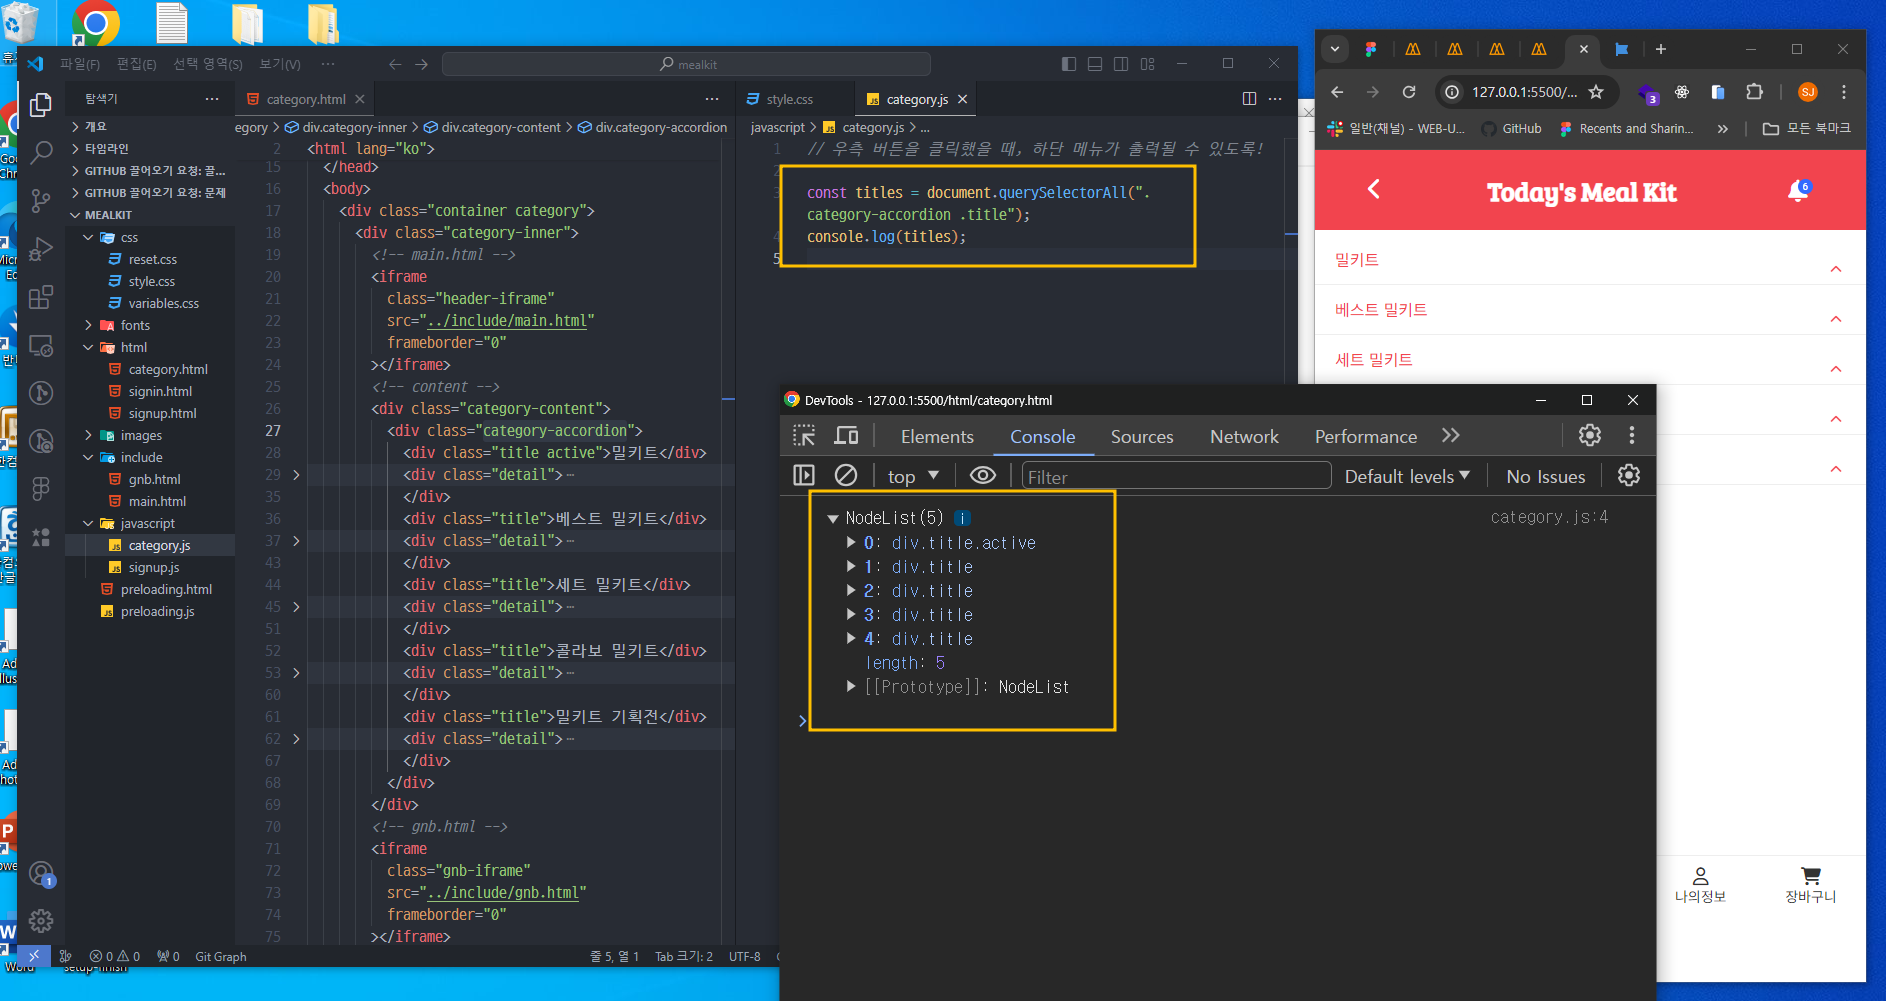 파일(F) 편집(E) 선택 영역(S) 보기(V) ···
mealkit
탐색기
개요
타임라인
GITHUB 끌어오기 요청: 끌...
GITHUB 끌어오기 요청: 문제
MEALKIT
css
reset.css
style.css
variables.css
fonts
html
category.html
signin.html
signup.html
images
include
gnb.html
main.html
javascript
category.js
signup.js
preloading.html
preloading.js
category.html
egory > div.category-inner > div.category-content > div.category-accordion
2 <html lang="ko">
15 </head>
16 <body>
17 <div class="container category">
18 <div class="category-inner">
19 <!-- main.html -->
20 <iframe
21 class="header-iframe"
22 src="../include/main.html"
23 frameborder="0"
24 ></iframe>
25 <!-- content -->
26 <div class="category-content">
27 <div class="category-accordion">
28 <div class="title active">밀키트</div>
29 <div class="detail">···
35 </div>
36 <div class="title">베스트 밀키트</div>
37 <div class="detail">···
43 </div>
44 <div class="title">세트 밀키트</div>
45 <div class="detail">···
51 </div>
52 <div class="title">콜라보 밀키트</div>
53 <div class="detail">···
60 </div>
61 <div class="title">밀키트 기획전</div>
62 <div class="detail">···
67 </div>
68 </div>
69 </div>
70 <!-- gnb.html -->
71 <iframe
72 class="gnb-iframe"
73 src="../include/gnb.html"
74 frameborder="0"
75 ></iframe>
style.css
category.js
javascript > category.js > ...
1 // 우측 버튼을 클릭했을 때, 하단 메뉴가 출력될 수 있도록!
2
3 const titles = document.querySelectorAll(".
category-accordion .title");
4 console.log(titles);
5
1
0 0 0 Git Graph
줄 5, 열 1 Tab 크기: 2 UTF-8
127.0.0.1:5500/...
3
SJ
일반(채널) - WEB-U... GitHub Recents and Sharin... » 모든 북마크
Today's Meal Kit
6
밀키트
베스트 밀키트
세트 밀키트
나의정보 장바구니
DevTools - 127.0.0.1:5500/html/category.html
Elements Console Sources Network Performance
top Filter Default levels No Issues
NodeList(5) i category.js:4
0: div.title.active
1: div.title
2: div.title
3: div.title
4: div.title
length: 5
[[Prototype]]: NodeList
Word